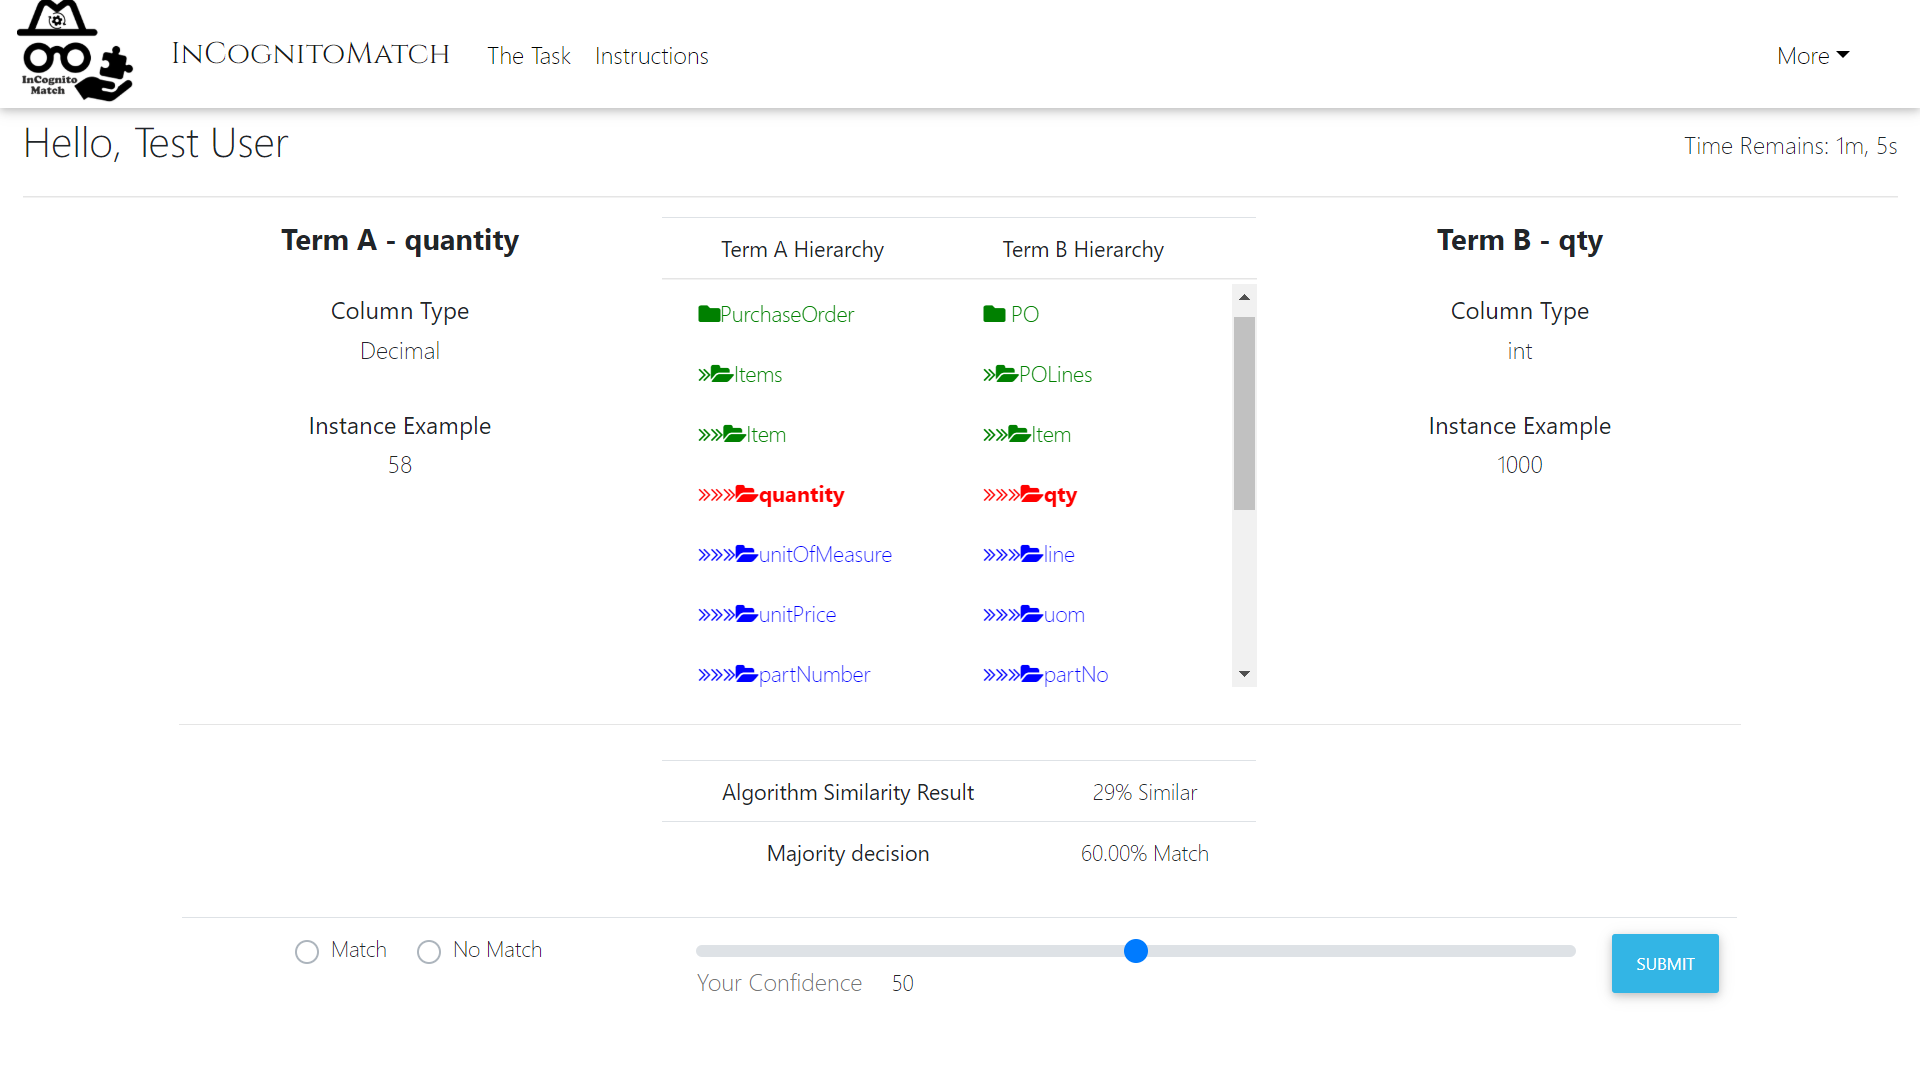 InCognito
Match
InCognitoMatch
The Task
Instructions
More
Hello, Test User
Time Remains: 1m, 5s
Term A - quantity
Column Type
Decimal
Instance Example
58
Term A Hierarchy
Term B Hierarchy
PurchaseOrder
PO
»Items
»POLines
»»Item
»»Item
»»»quantity
»»»qty
»»»unitOfMeasure
»»»line
»»»unitPrice
»»»uom
»»»partNumber
»»»partNo
Term B - qty
Column Type
int
Instance Example
1000
Algorithm Similarity Result
29% Similar
Majority decision
60.00% Match
Match
No Match
Your Confidence
50
SUBMIT